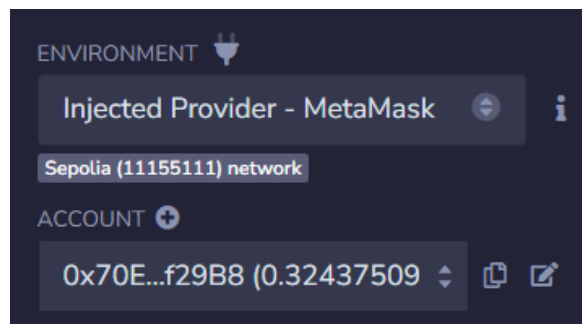 ENVIRONMENT
Injected Provider - MetaMask
Sepolia (11155111) network
ACCOUNT
0x70E...f29B8 (0.32437509